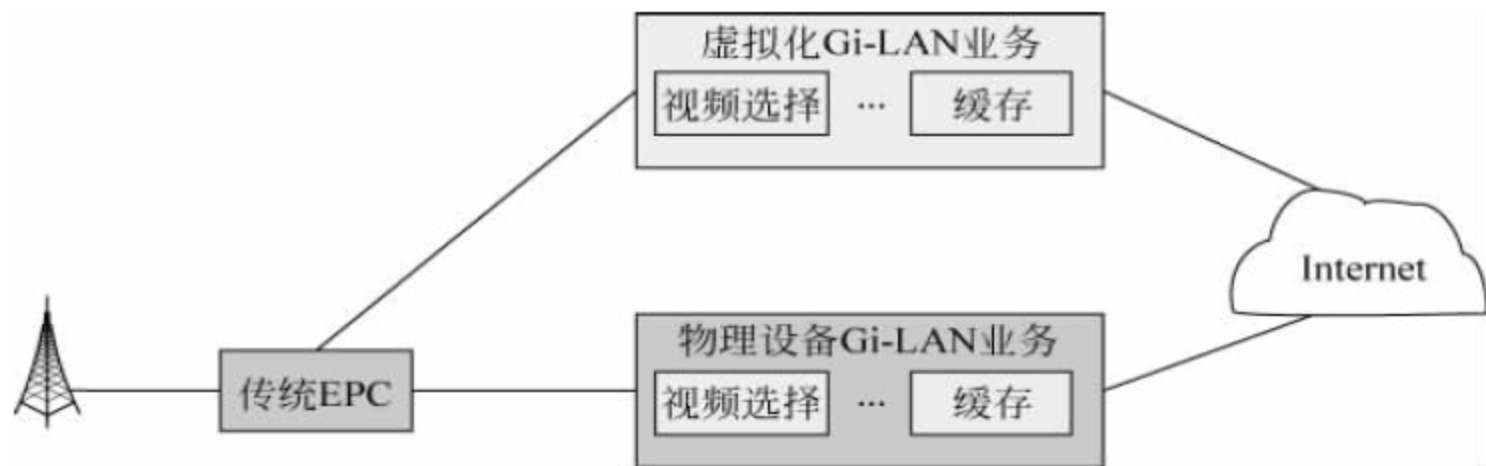 虚拟化Gi-LAN业务
视频选择 ... 缓存
Internet
传统EPC
物理设备Gi-LAN业务
视频选择 ... 缓存